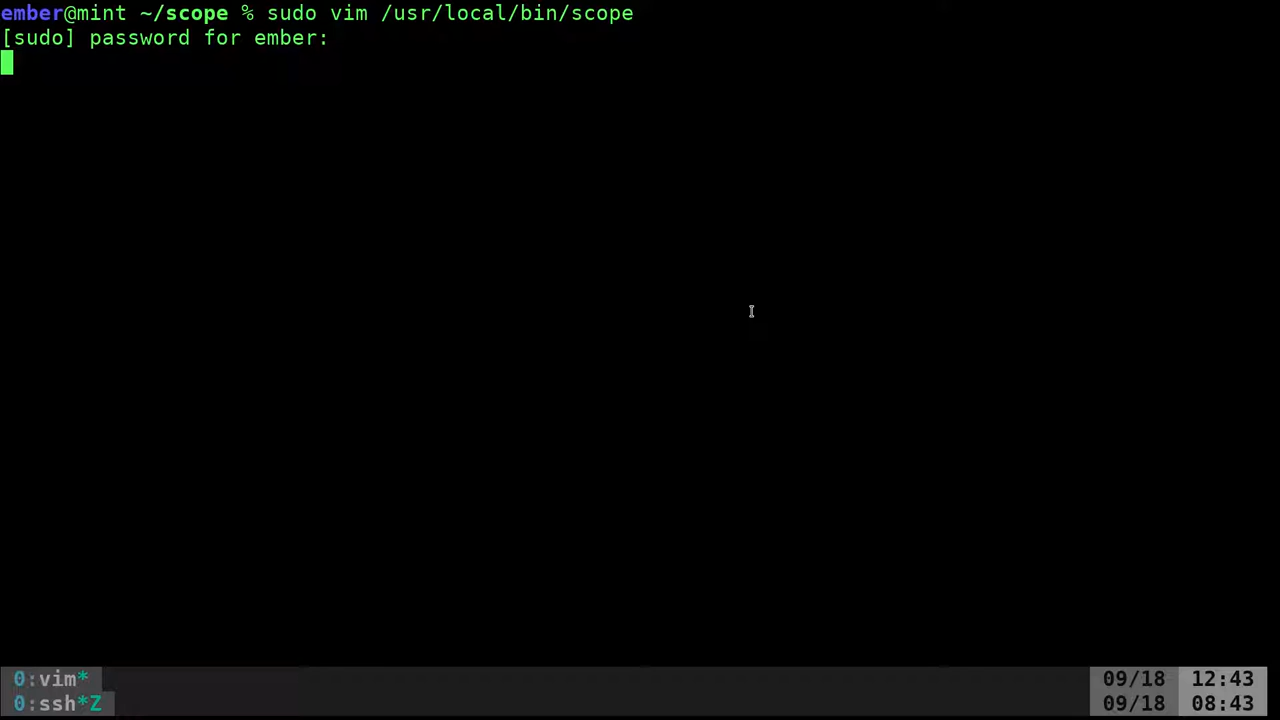 ember@mint ~/scope % sudo vim /usr/local/bin/scope
[sudo] password for ember:
0:vim* 09/18 12:43
0:ssh*Z 09/18 08:43